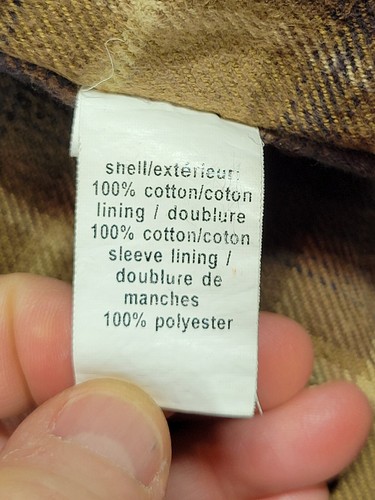 shell/extérieur:
100% cotton/coton
lining / doublure
100% cotton/coton
sleeve lining /
doublure de
manches
100% polyester